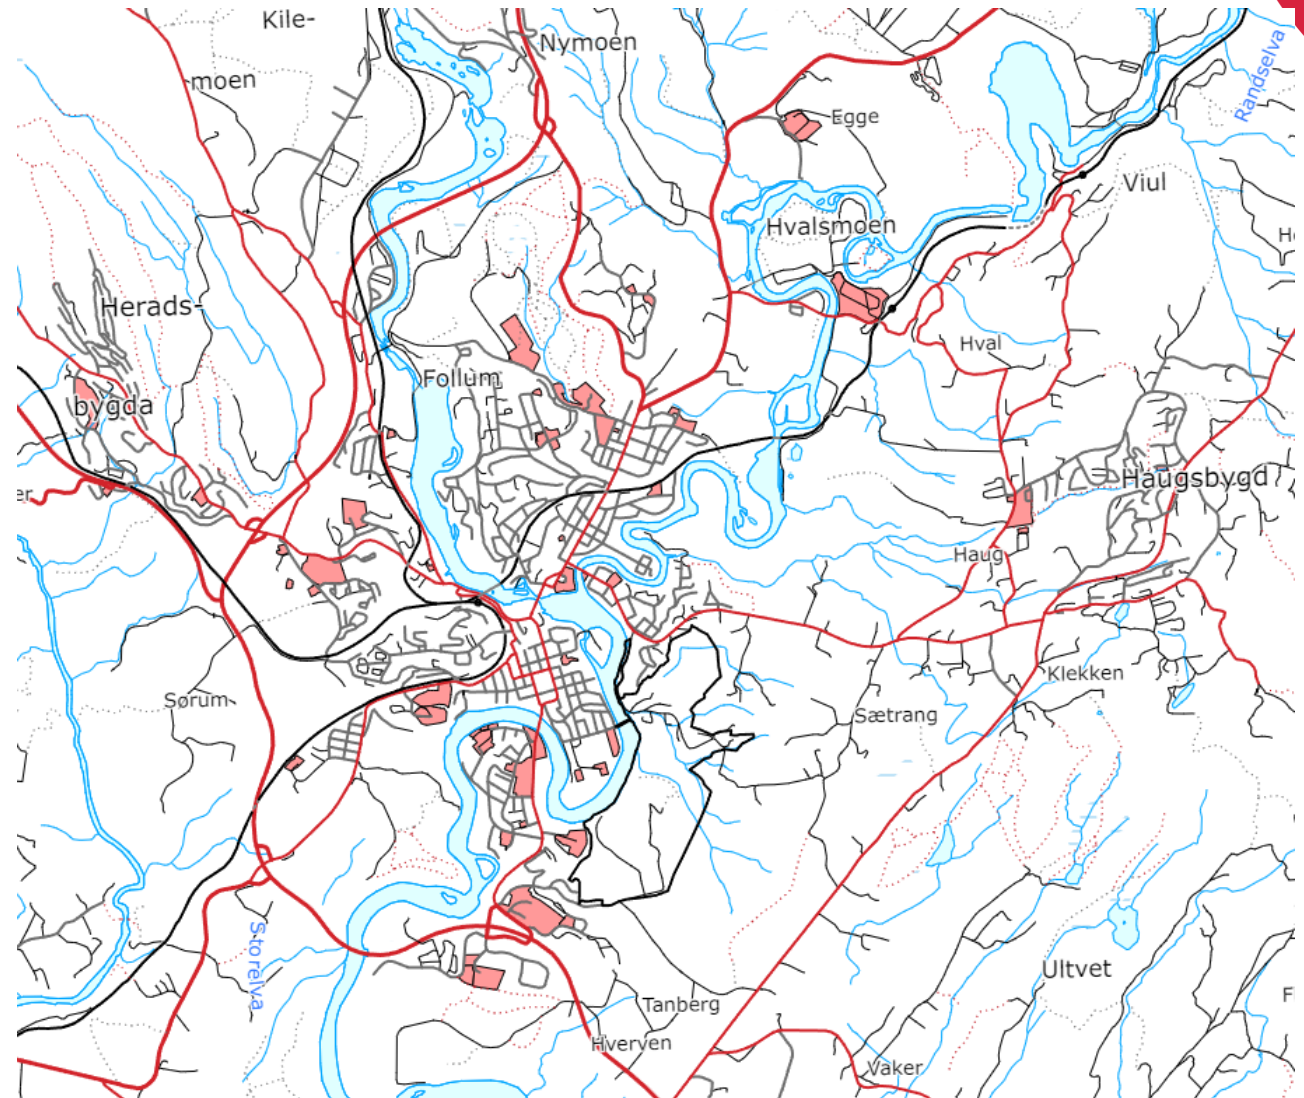 Kile-
Nymoen
moen
Randselva
Egge
Viul
Hvalsmoen
Herads-
Hval
Follum
bygda
Haugsbygd
er
Haug
Klekken
Sørum
Sætrang
Storelva
Ultvet
Tanberg
Hverven
Vaker